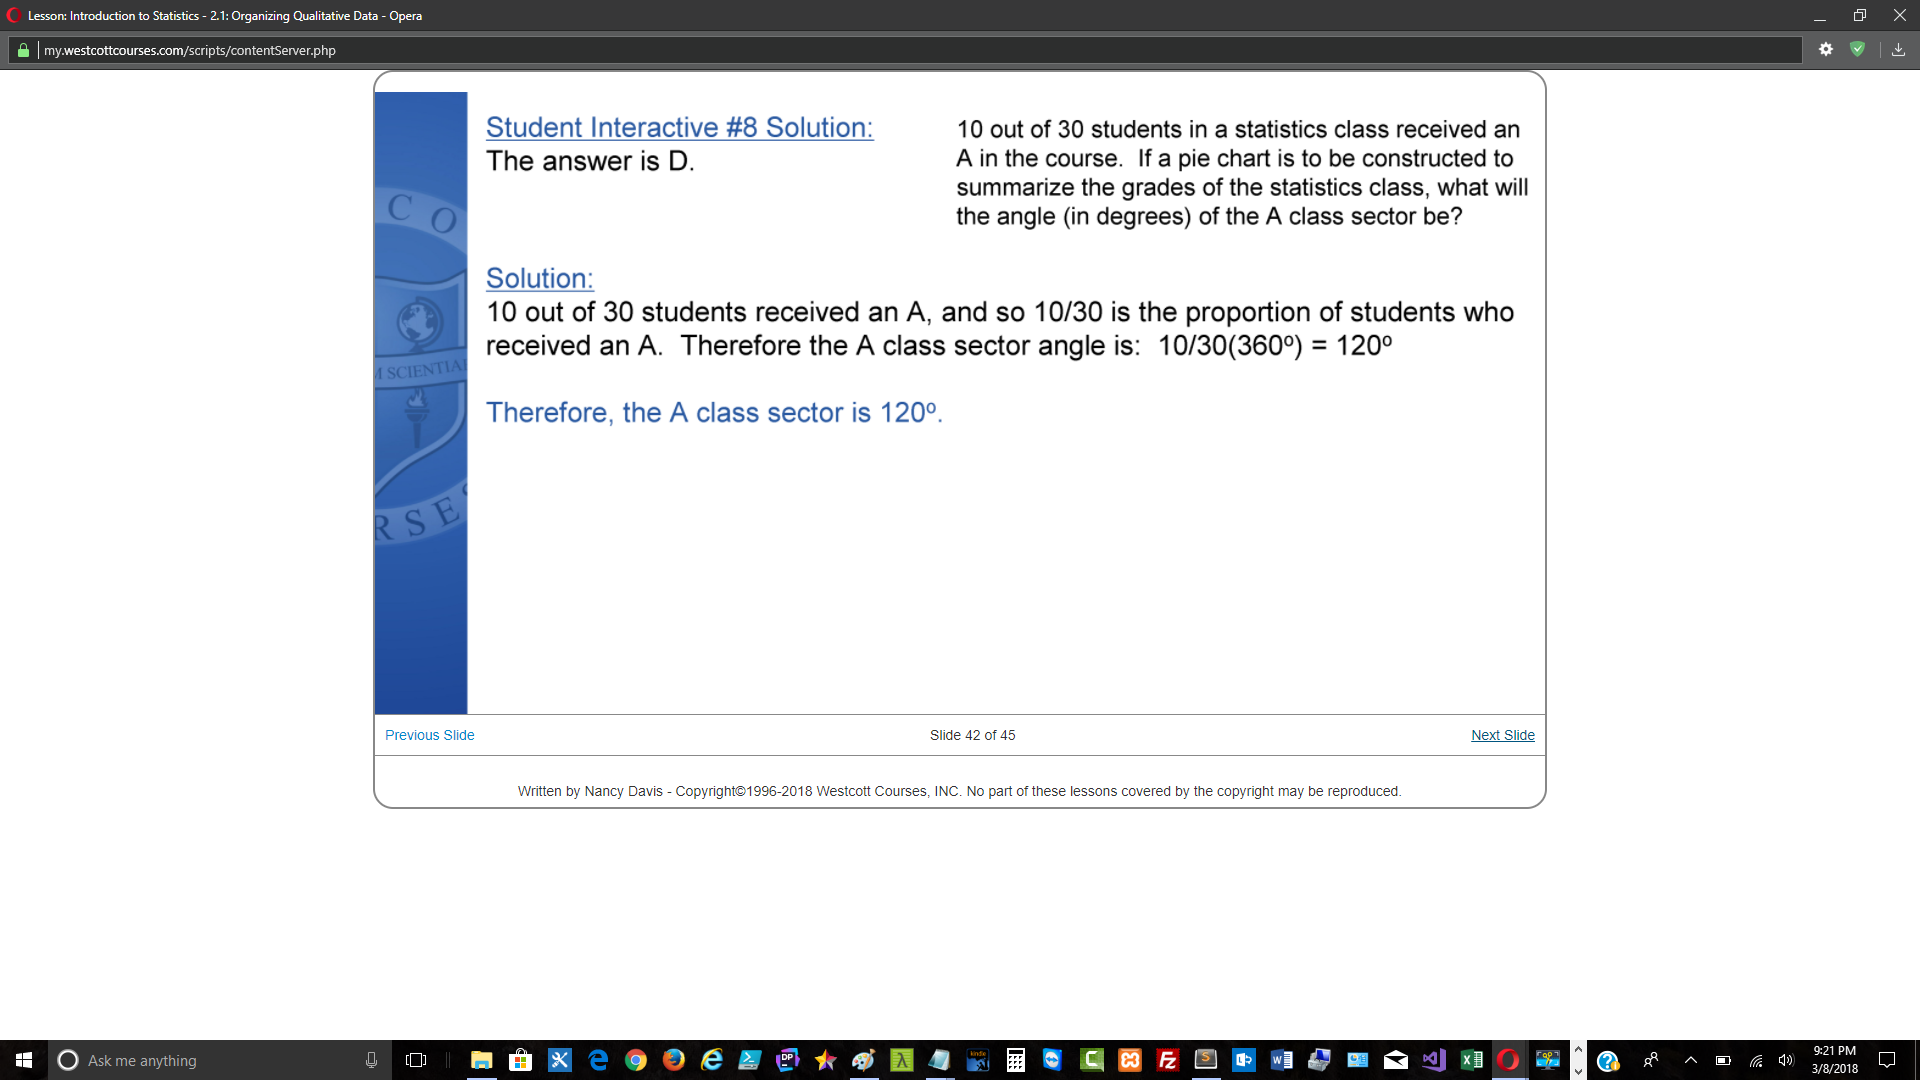 Lesson: Introduction to Statistics - 2.1: Organizing Qualitative Data - Opera
my.westcottcourses.com/scripts/contentServer.php
Student Interactive #8 Solution:
The answer is D.
10 out of 30 students in a statistics class received an
A in the course.  If a pie chart is to be constructed to
summarize the grades of the statistics class, what will
the angle (in degrees) of the A class sector be?
C O
M SCIENTIA
RSES
Solution:
10 out of 30 students received an A, and so 10/30 is the proportion of students who
received an A.  Therefore the A class sector angle is:  10/30(360º) = 120º
Therefore, the A class sector is 120º.
Previous Slide
Slide 42 of 45
Next Slide
Written by Nancy Davis - Copyright©1996-2018 Westcott Courses, INC. No part of these lessons covered by the copyright may be reproduced.
Ask me anything
DP
kindle
9:21 PM
3/8/2018